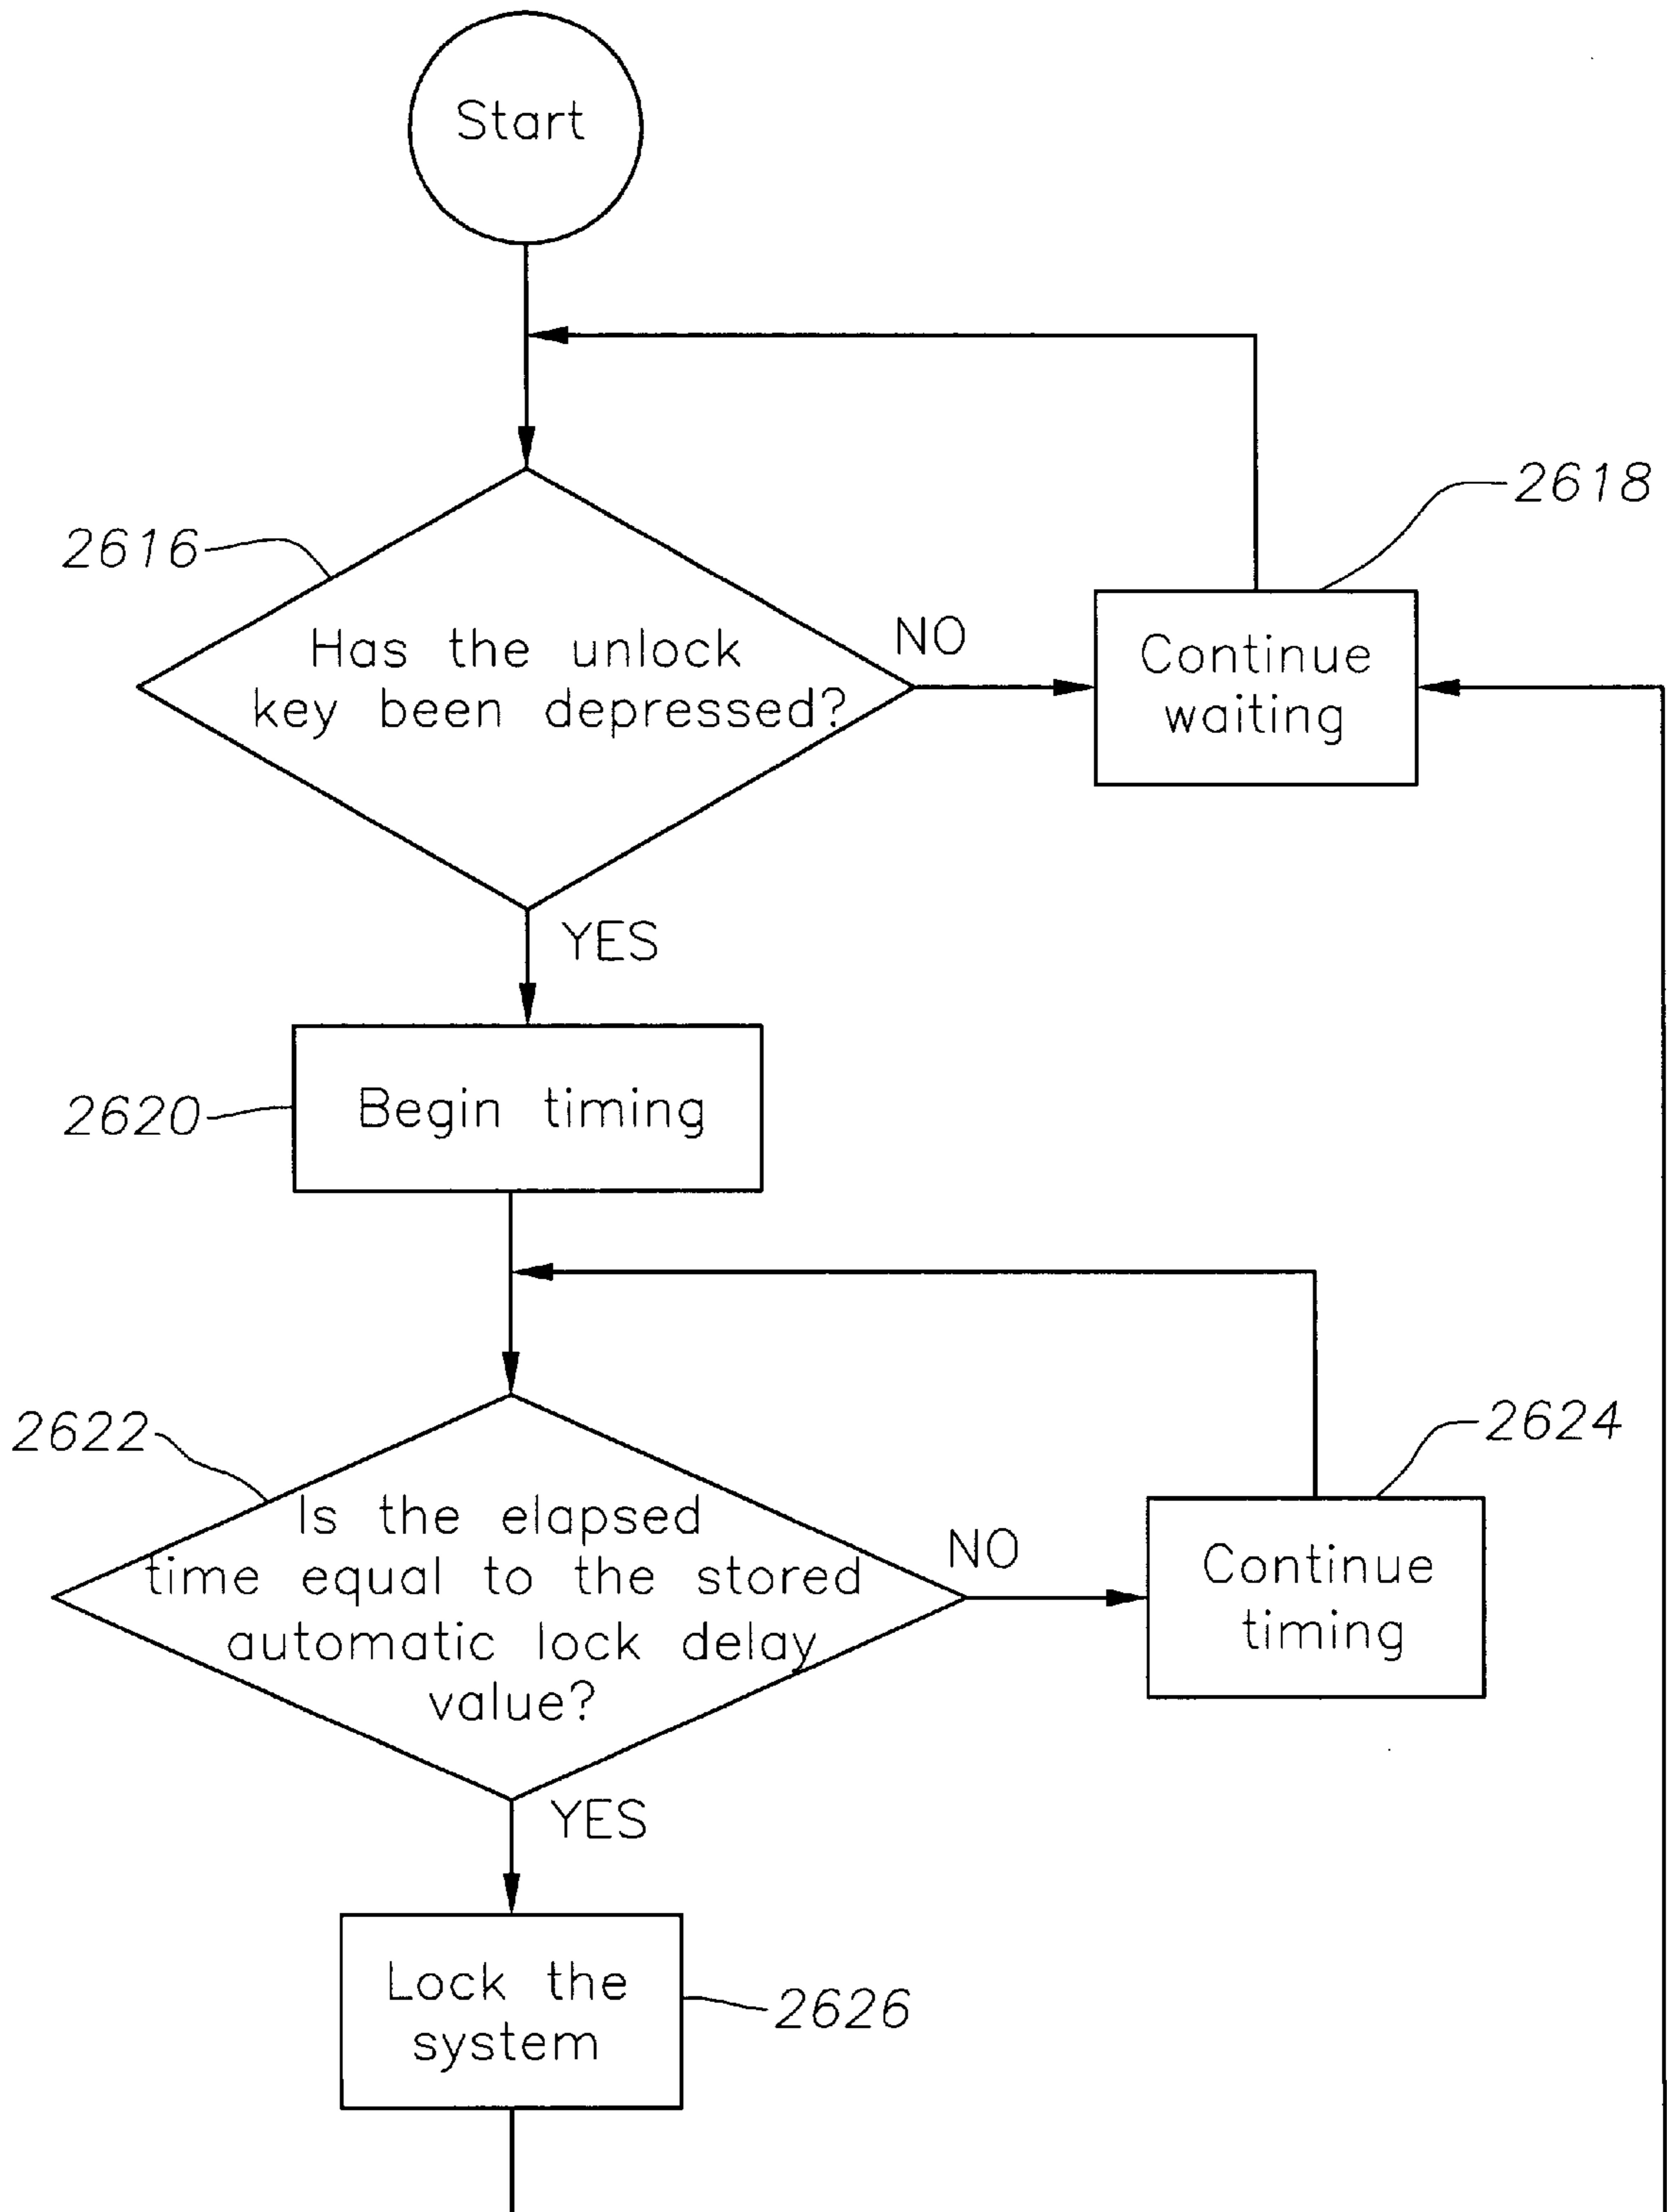 Start
2616
Has the unlock
key been depressed?
NO
2618
Continue
waiting
YES
2620
Begin timing
2622
Is the elapsed
time equal to the stored
automatic lock delay
value?
NO
2624
Continue
timing
YES
Lock the
system
2626